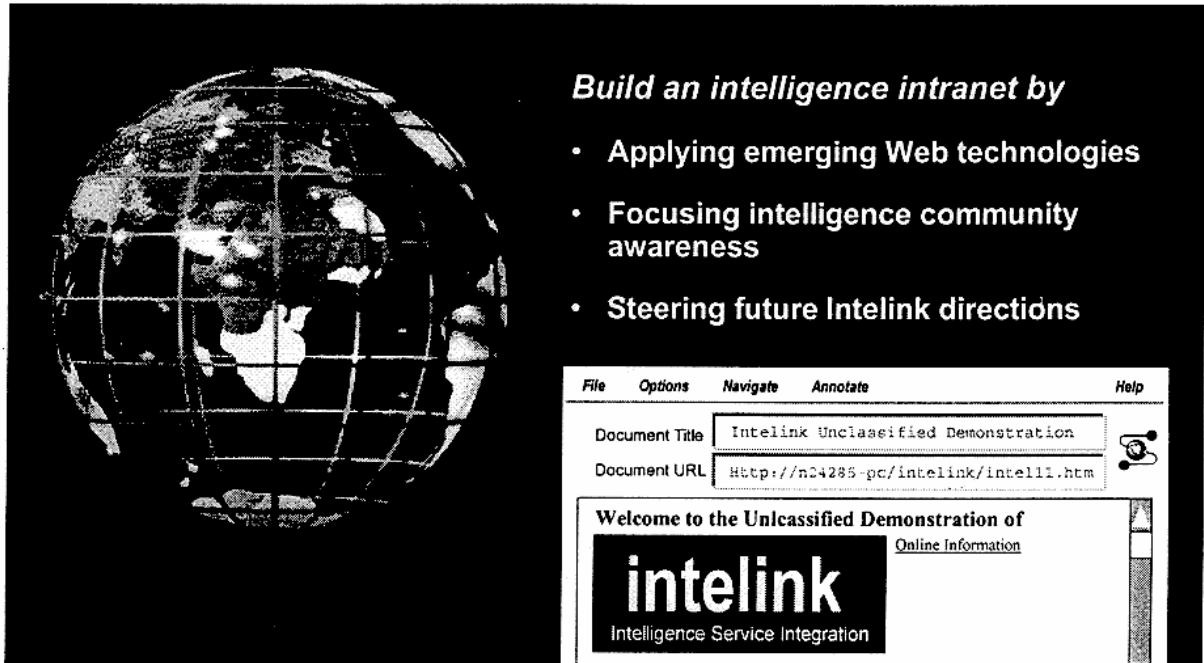 Build an intelligence intranet by
• Applying emerging Web technologies
• Focusing intelligence community
awareness
• Steering future Intelink directions
File Options Navigate Annotate Help
Document Title Intelink Unclassified Demonstration
Document URL Http://n24286-pc/intelink/intell1.htm
Welcome to the Unlcassified Demonstration of
Online Information
intelink
Intelligence Service Integration